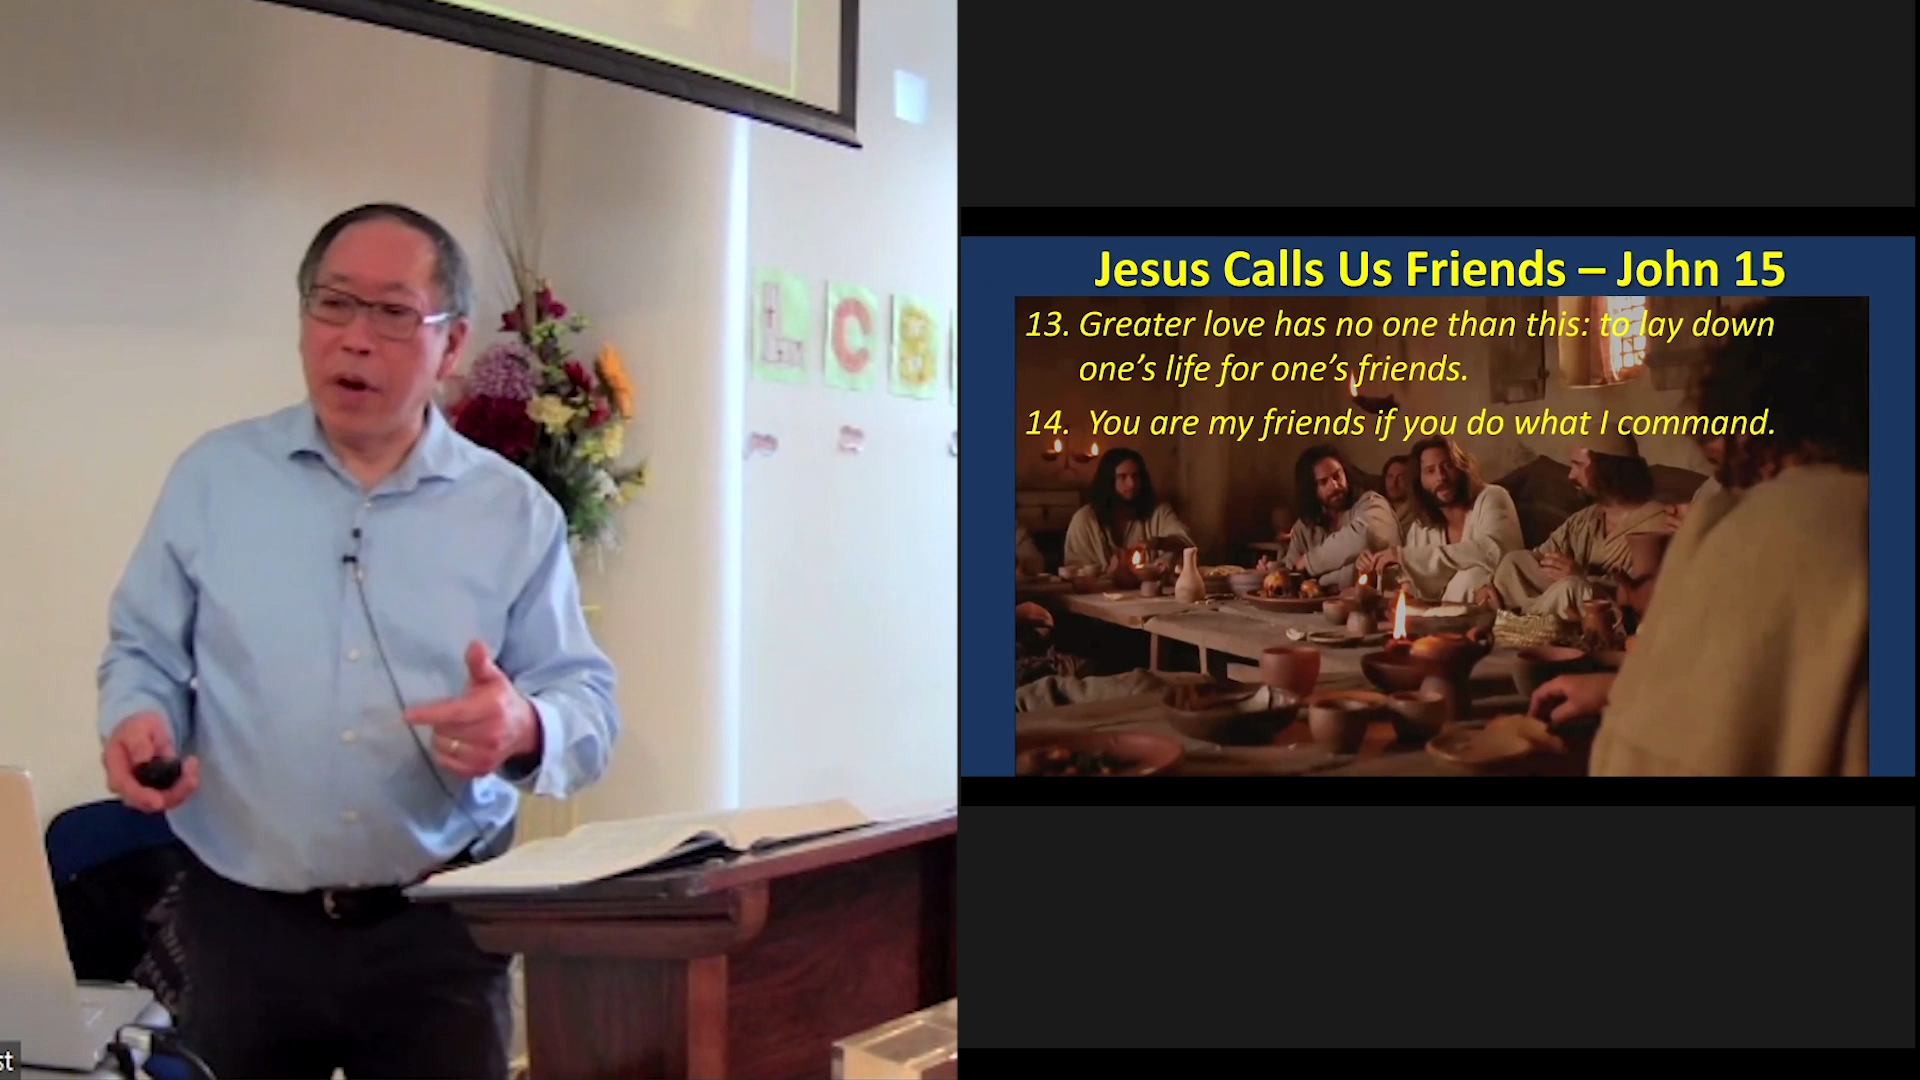 L C S
Jesus Calls Us Friends – John 15
13. Greater love has no one than this: to lay down
one’s life for one’s friends.
14. You are my friends if you do what I command.
st